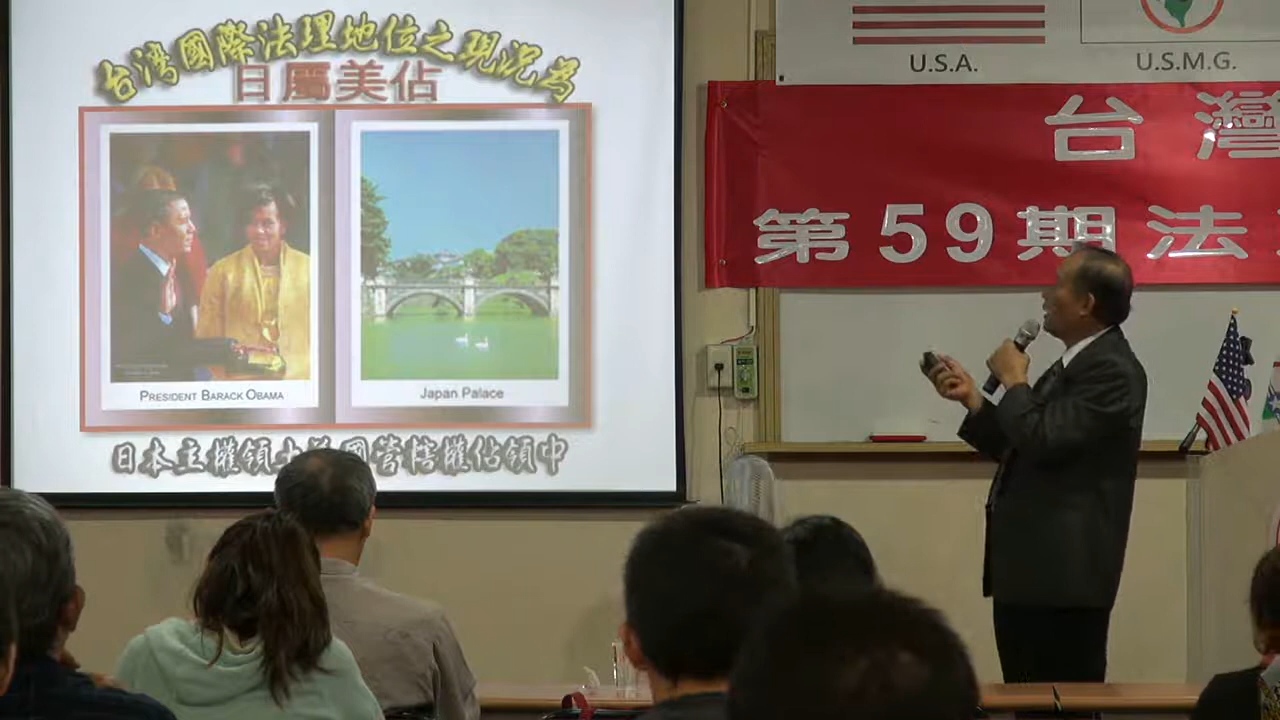 台灣國際法理地位之現況為
日屬美佔
PRESIDENT BARACK OBAMA
Japan Palace
日本主權領土美國管轄權佔領中
U.S.A.
U.S.M.G.
台灣
第59期法